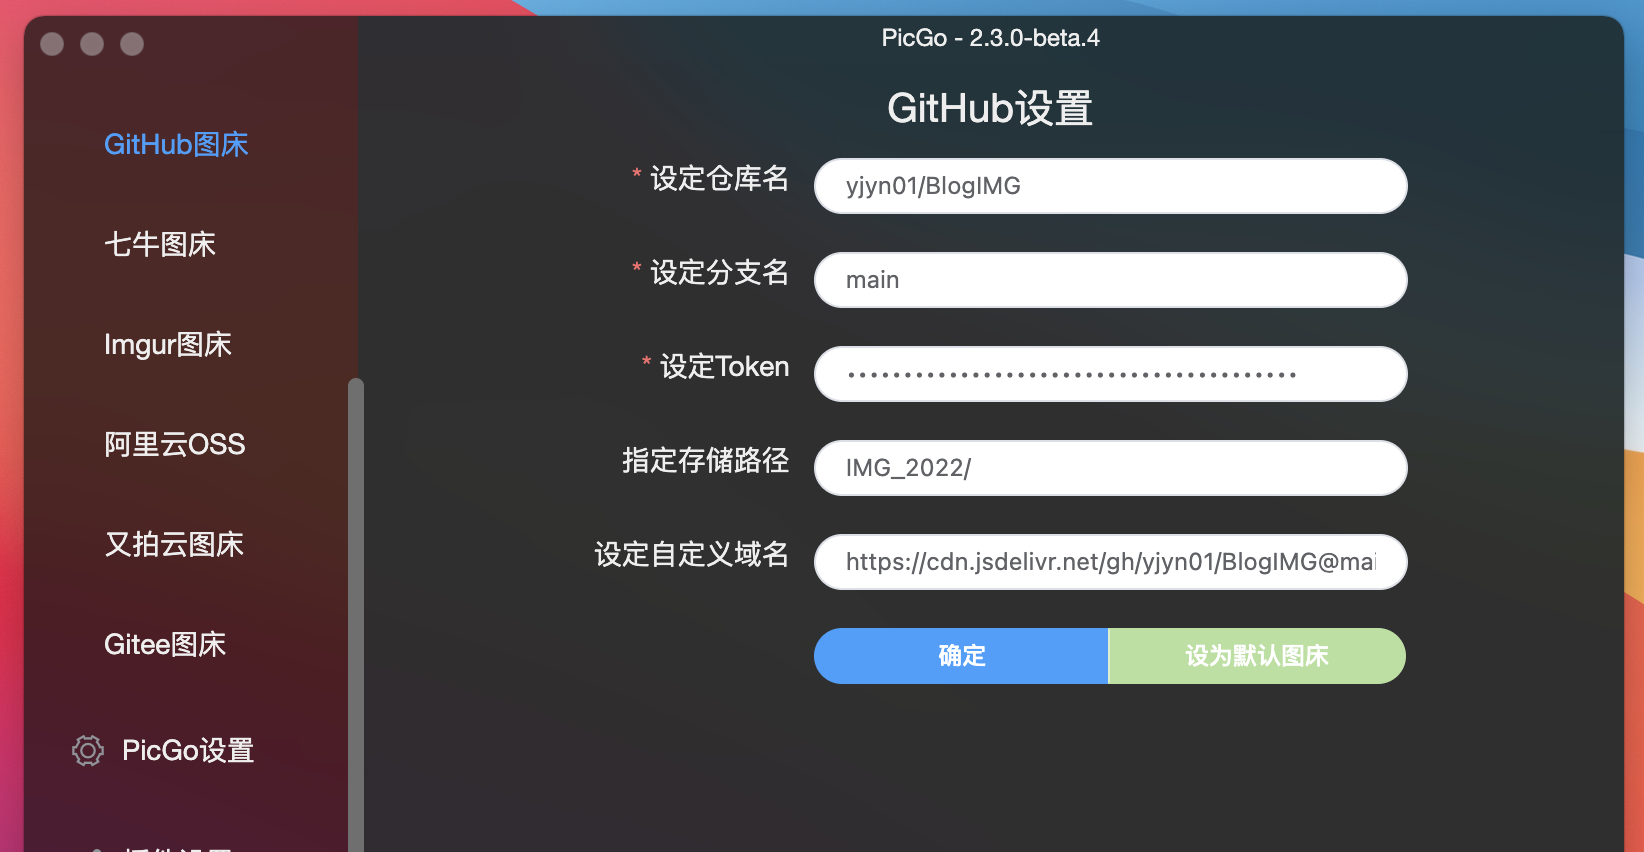 PicGo - 2.3.0-beta.4
GitHub图床
七牛图床
Imgur图床
阿里云OSS
又拍云图床
Gitee图床
PicGo设置
GitHub设置
* 设定仓库名
yjyn01/BlogIMG
* 设定分支名
main
* 设定Token
指定存储路径
IMG_2022/
设定自定义域名
https://cdn.jsdelivr.net/gh/yjyn01/BlogIMG@mai
确定
设为默认图床